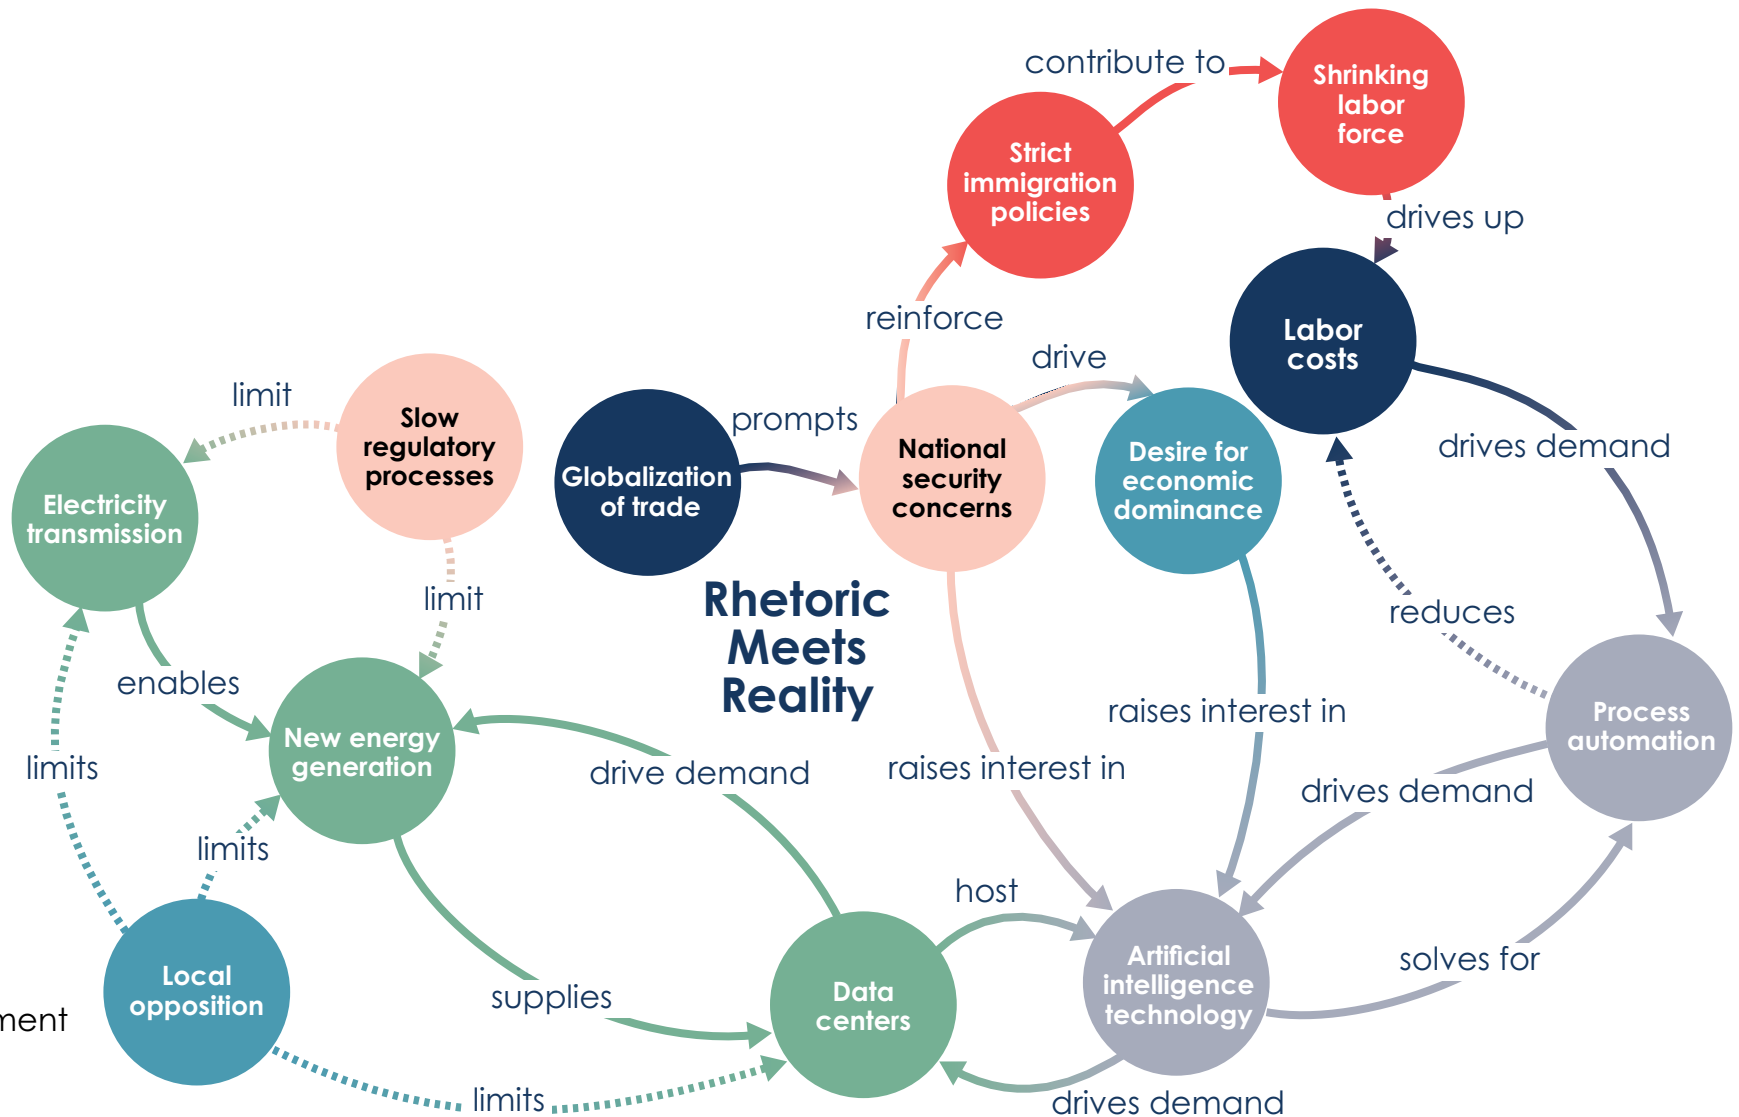 contribute to
Shrinking
labor
force
Strict
immigration
policies
drives up
reinforce
drive
Labor
costs
limit
Slow
regulatory
processes
prompts
Globalization
of trade
National
security
concerns
Desire for
economic
dominance
drives demand
Electricity
transmission
limit
Rhetoric
Meets
Reality
reduces
enables
raises interest in
Process
automation
New energy
generation
limits
drive demand
raises interest in
drives demand
limits
host
solves for
Local
opposition
supplies
Data
centers
Artificial
intelligence
technology
ment
limits
drives demand